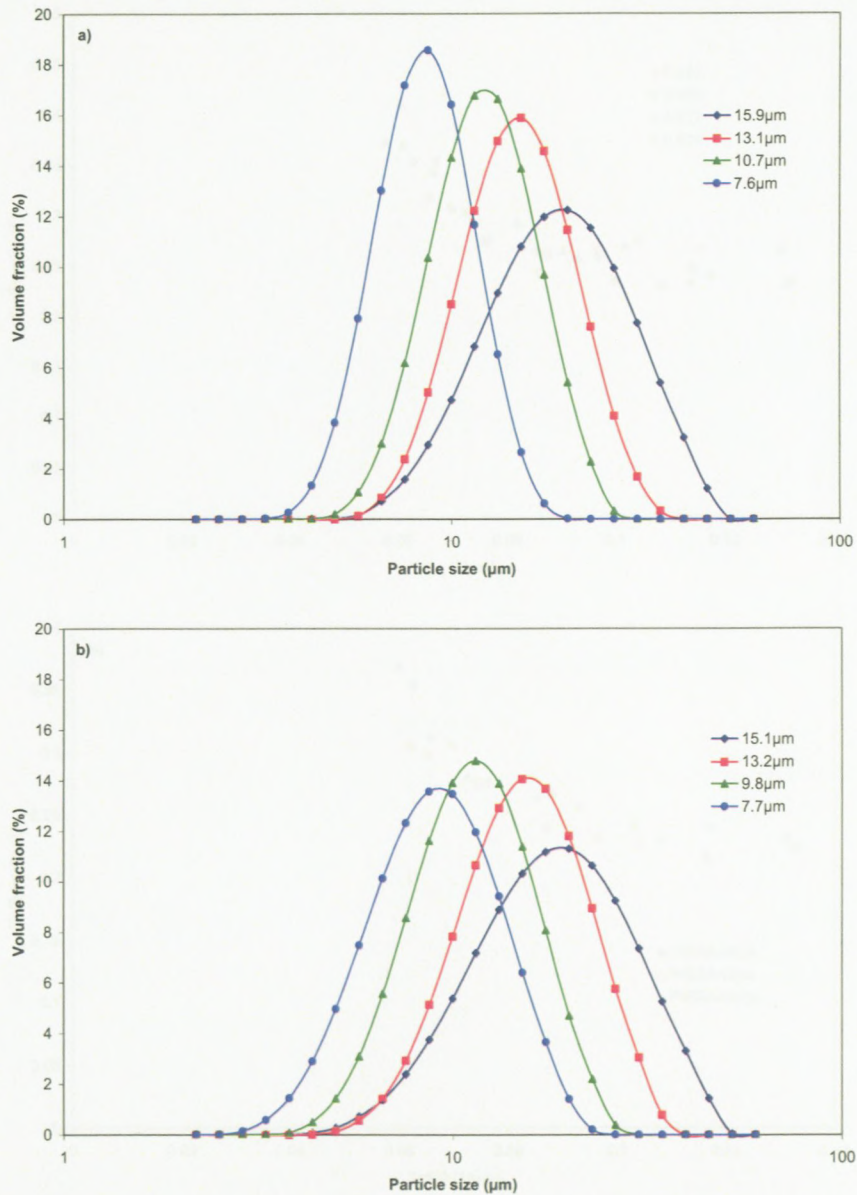 a)
20
18
16
14
12
10
8
6
4
2
0
Volume fraction (%)
15.9µm
13.1µm
10.7µm
7.6µm
1
10
100
Particle size (µm)
b)
20
18
16
14
12
10
8
6
4
2
0
Volume fraction (%)
15.1µm
13.2µm
9.8µm
7.7µm
1
10
100
Particle size (µm)